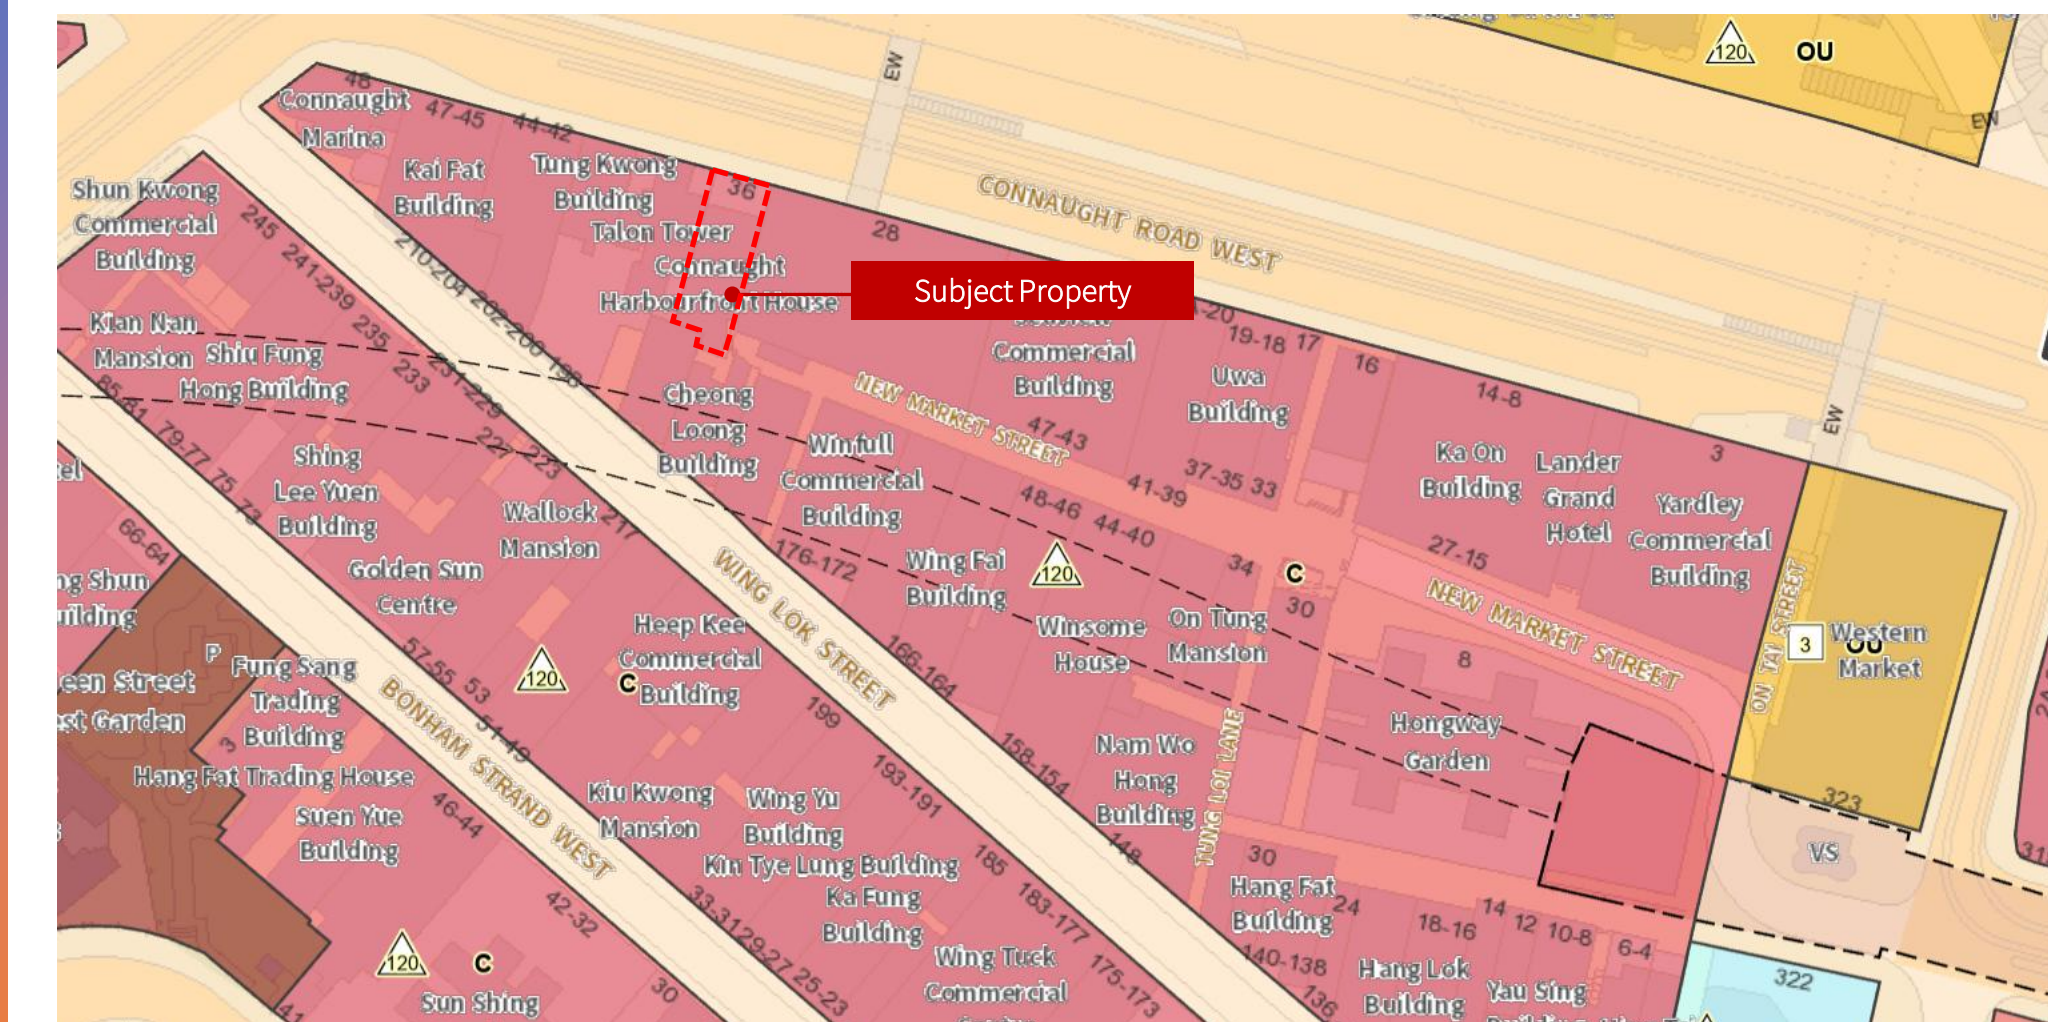 120
OU
EW
EW
48
Connaught
Marina
47-45
44-42
Kai Fat
Building
Tung Kwong
Building
36
Talon Tower
Connaught
Harbourfront House
28
CONNAUGHT ROAD WEST
Subject Property
Shun Kwong
Commercial
Building
245
241-239
235
233
231-229
210-204
202-200
198
Kian Nan
Mansion
Shiu Fung
Hong Building
85-81
79-77
75
73
227-223
217
Commercial
Building
19-18
17
16
14-8
3
EW
Uwa
Building
NEW MARKET STREET
47-43
41-39
37-35
33
Cheong
Loong
Building
Winfull
Commercial
Building
48-46
44-40
34
C
30
Ka On
Building
Lander
Grand
Hotel
Yardley
Commercial
Building
27-15
NEW MARKET STREET
ON TAI STREET
3
OU
Western
Market
323
VS
322
Shing
Lee Yuen
Building
Wallock
Mansion
Golden Sun
Centre
66-64
176-172
Wing Fai
Building
120
Winsome
House
On Tung
Mansion
8
Hongway
Garden
WING LOK STREET
166-164
158-154
148
Nam Wo
Hong
Building
TUNG LOI LANE
P
Fung Sang
Trading
Building
3
Hang Fat Trading House
Suen Yue
Building
57-55
53
51-49
BONHAM STRAND WEST
120
C
Heep Kee
Commercial
Building
199
193-191
185
183-177
175-173
Kiu Kwong
Mansion
Wing Yu
Building
Kin Tye Lung Building
Ka Fung
Building
Wing Tuck
Commercial
46-44
42-32
30
33-31
29-27
25-23
120
C
Sun Shing
41
30
Hang Fat
Building
24
18-16
14
12
10-8
6-4
140-138
136
Hang Lok
Building
Yau Sing